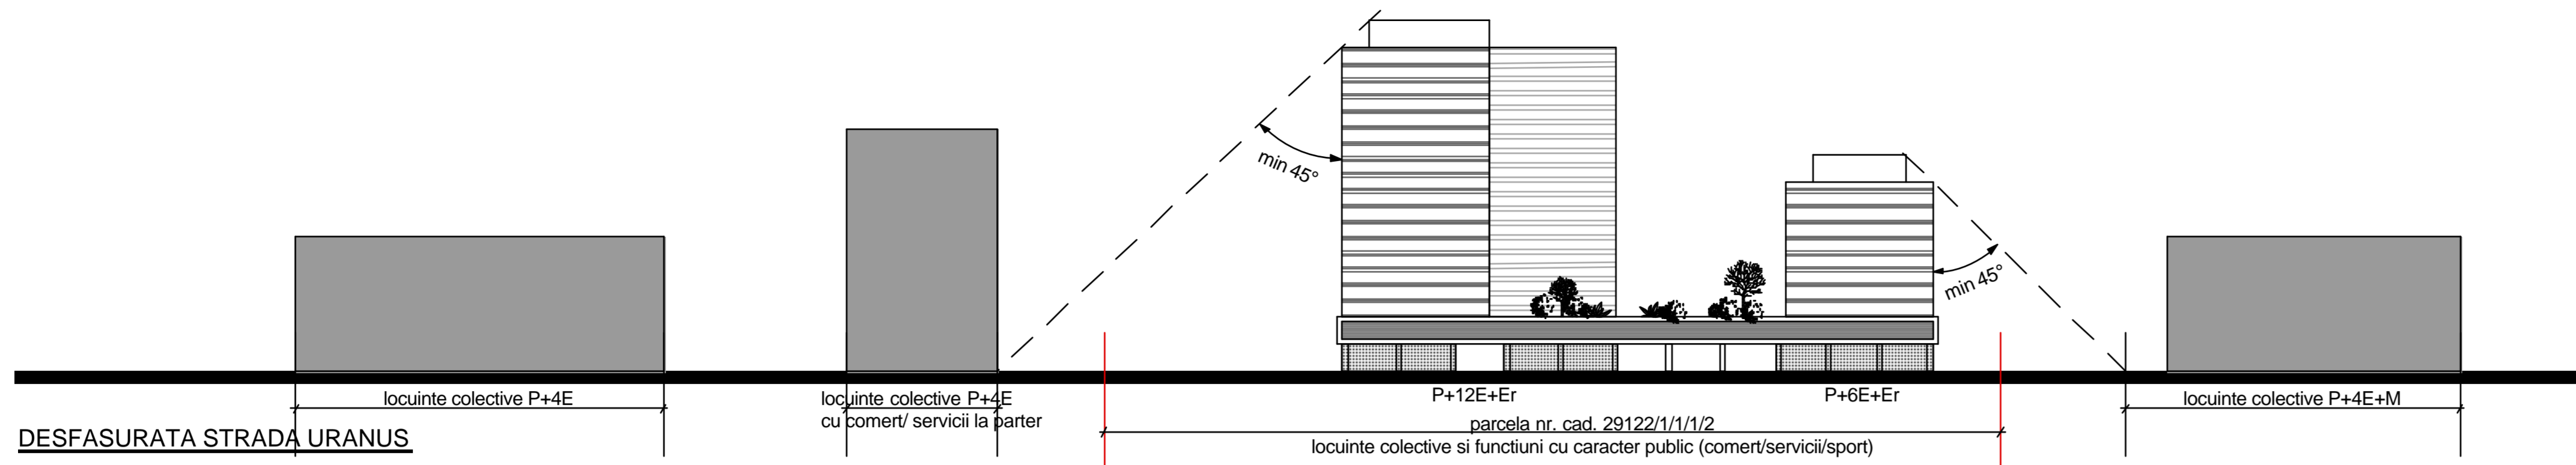 min 45°
min 45°
locuinte colective P+4E
locuinte colective P+4E
cu comert/ servicii la parter
P+12E+Er
P+6E+Er
locuinte colective P+4E+M
parcela nr. cad. 29122/1/1/1/2
locuinte colective si functiuni cu caracter public (comert/servicii/sport)
DESFASURATA STRADA URANUS